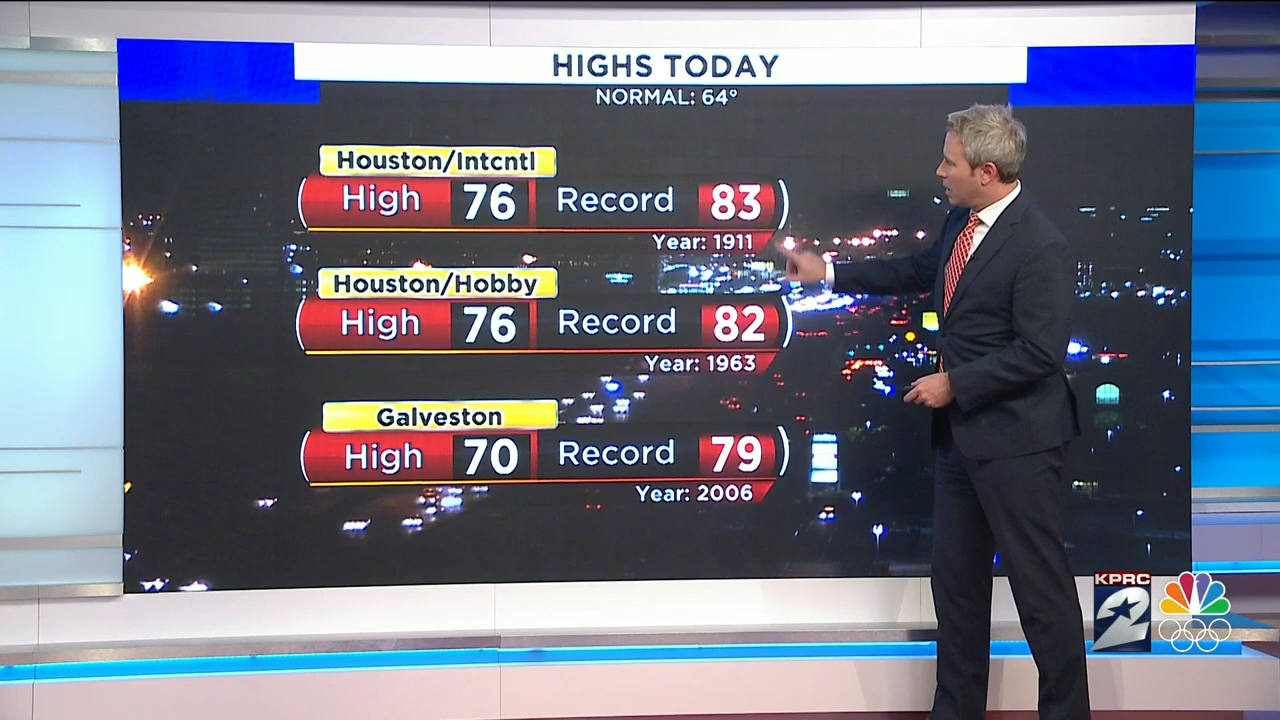 HIGHS TODAY
NORMAL: 64°
Houston/Intcntl
High 76 Record 83
Year: 1911
Houston/Hobby
High 76 Record 82
Year: 1963
Galveston
High 70 Record 79
Year: 2006
KPRC
2